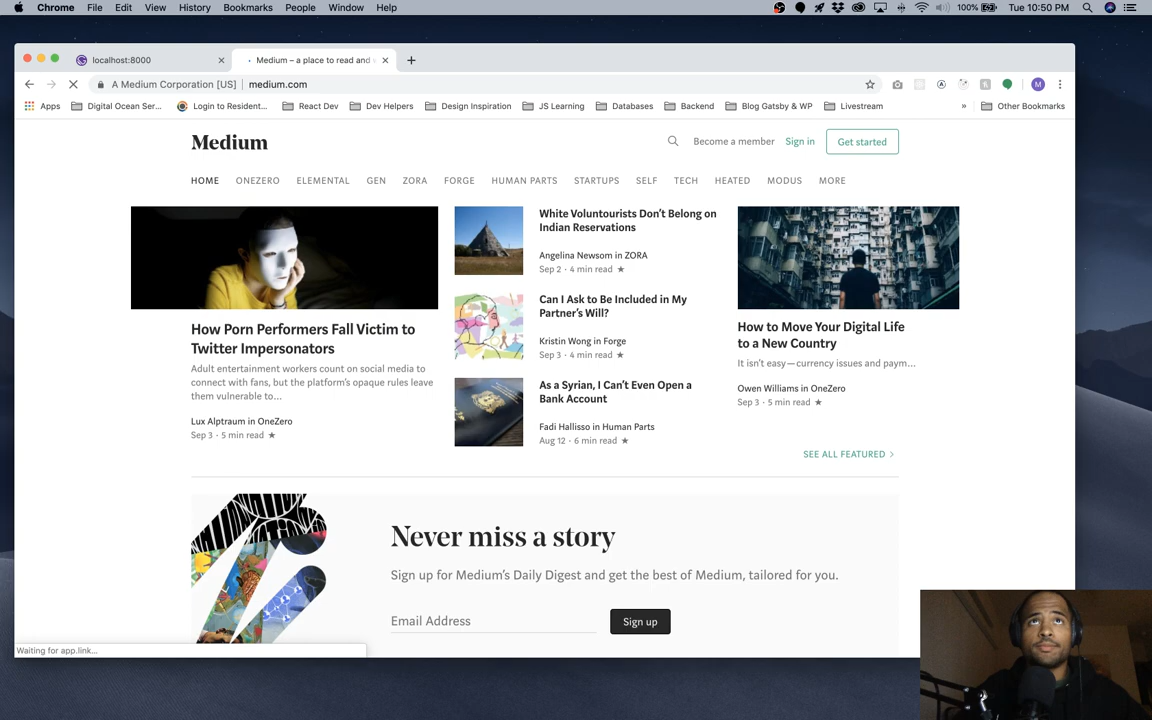 Chrome File Edit View History Bookmarks People Window Help 100% Tue 10:50 PM
localhost:8000 Medium – a place to read and
A Medium Corporation [US] medium.com M
Apps Digital Ocean Ser... Login to Resident... React Dev Dev Helpers Design Inspiration JS Learning Databases Backend Blog Gatsby & WP Livestream » Other Bookmarks
Medium
Become a member Sign in Get started
HOME ONEZERO ELEMENTAL GEN ZORA FORGE HUMAN PARTS STARTUPS SELF TECH HEATED MODUS MORE
How Porn Performers Fall Victim to
Twitter Impersonators
Adult entertainment workers count on social media to
connect with fans, but the platform's opaque rules leave
them vulnerable to...
Lux Alptraum in OneZero
Sep 3 · 5 min read ★
White Voluntourists Don't Belong on
Indian Reservations
Angelina Newsom in ZORA
Sep 2 · 4 min read ★
Can I Ask to Be Included in My
Partner's Will?
Kristin Wong in Forge
Sep 3 · 4 min read ★
As a Syrian, I Can't Even Open a
Bank Account
Fadi Hallisso in Human Parts
Aug 12 · 6 min read ★
How to Move Your Digital Life
to a New Country
It isn't easy — currency issues and paym...
Owen Williams in OneZero
Sep 3 · 5 min read ★
SEE ALL FEATURED >
Never miss a story
Sign up for Medium's Daily Digest and get the best of Medium, tailored for you.
Email Address Sign up
Waiting for app.link...